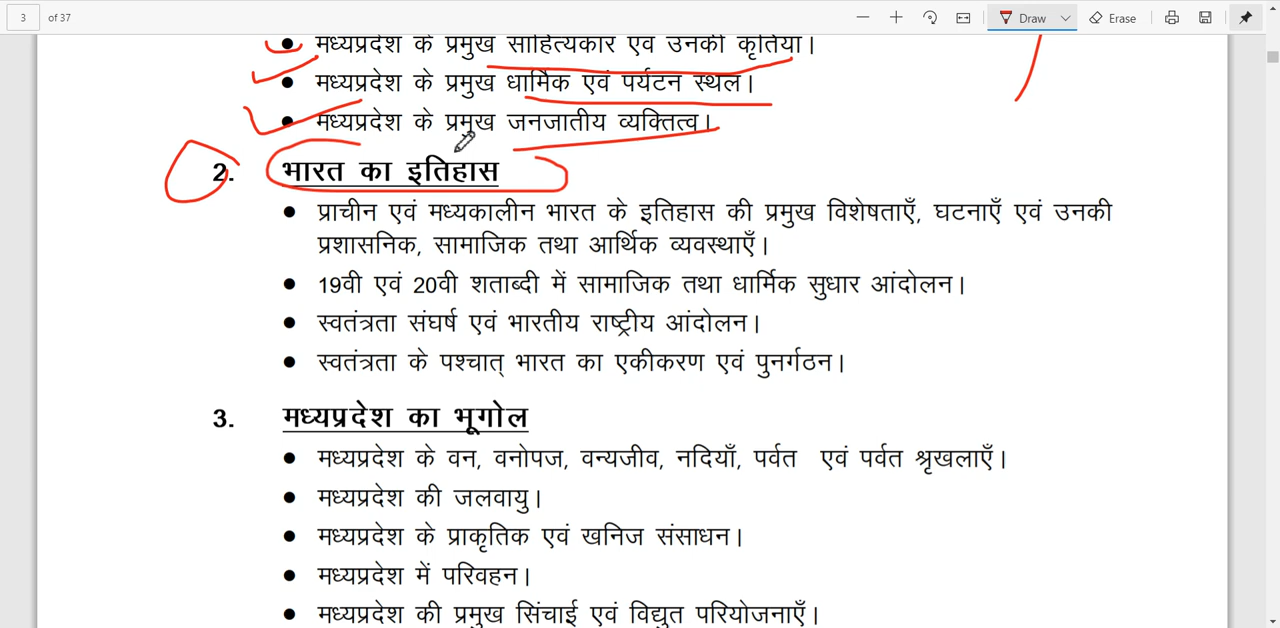 3 of 37 Draw Erase
मध्यप्रदेश के प्रमुख साहित्यकार एवं उनकी कृतियां।
मध्यप्रदेश के प्रमुख धार्मिक एवं पर्यटन स्थल।
मध्यप्रदेश के प्रमुख जनजातीय व्यक्तित्व।
2. भारत का इतिहास
प्राचीन एवं मध्यकालीन भारत के इतिहास की प्रमुख विशेषताएँ, घटनाएँ एवं उनकी
प्रशासनिक, सामाजिक तथा आर्थिक व्यवस्थाएँ।
19वी एवं 20वी शताब्दी में सामाजिक तथा धार्मिक सुधार आंदोलन।
स्वतंत्रता संघर्ष एवं भारतीय राष्ट्रीय आंदोलन।
स्वतंत्रता के पश्चात् भारत का एकीकरण एवं पुनर्गठन।
3. मध्यप्रदेश का भूगोल
मध्यप्रदेश के वन, वनोपज, वन्यजीव, नदियाँ, पर्वत एवं पर्वत श्रृखलाएँ।
मध्यप्रदेश की जलवायु।
मध्यप्रदेश के प्राकृतिक एवं खनिज संसाधन।
मध्यप्रदेश में परिवहन।
मध्यप्रदेश की प्रमुख सिंचाई एवं विद्युत परियोजनाएँ।